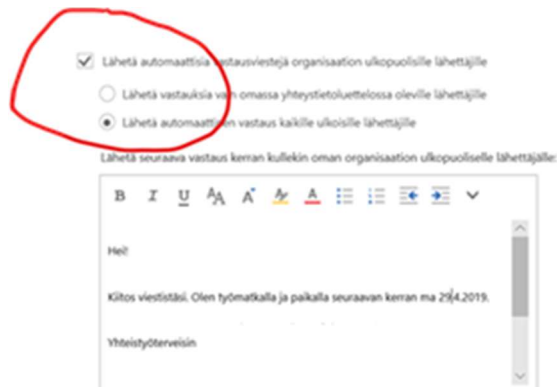 Lähetä automaattisia vastausviestejä organisaation ulkopuolisille lähettäjille
Lähetä vastauksia vain omassa yhteystietoluettelossa oleville lähettäjille
Lähetä automaattinen vastaus kaikille ulkoisille lähettäjille
Lähetä seuraava vastaus kerran kullekin oman organisaation ulkopuoliselle lähettäjälle:
B I U AA A A
Hei!
Kiitos viestistäsi. Olen työmatkalla ja paikalla seuraavan kerran ma 29.4.2019.
Yhteistyöterveisin